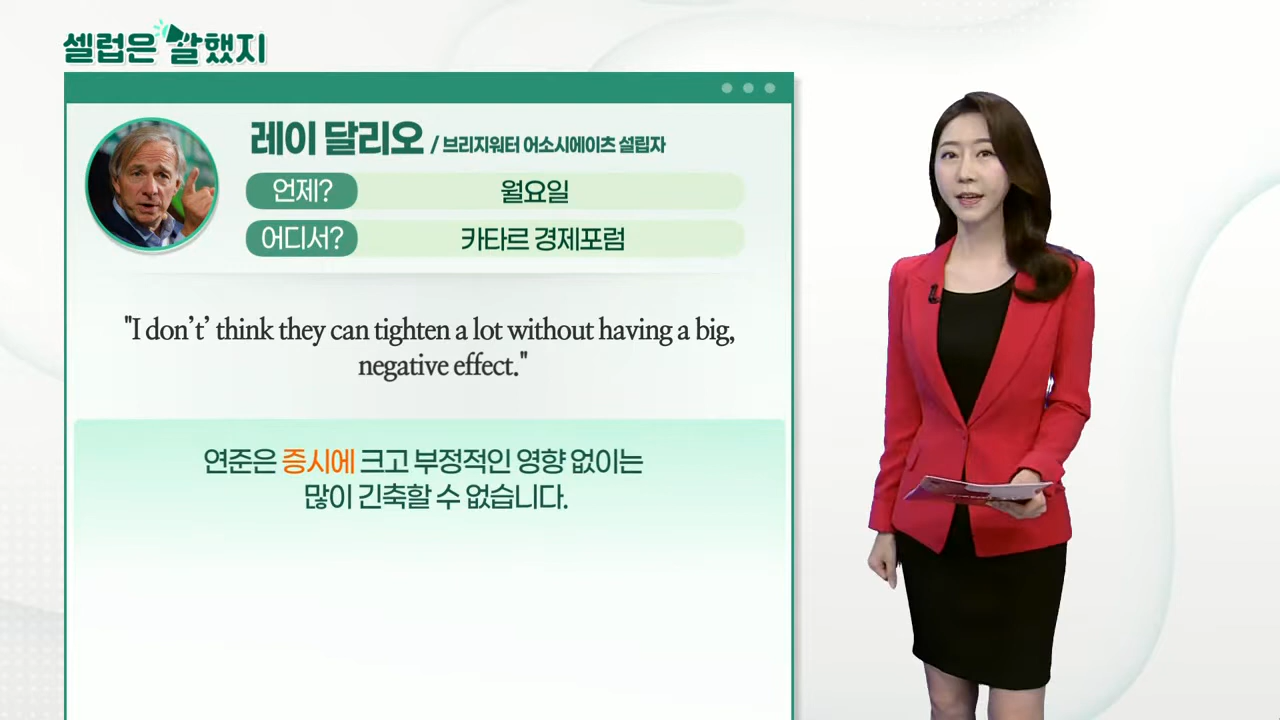 셀럽은 말했지
레이 달리오 / 브리지워터 어소시에이츠 설립자
언제? 월요일
어디서? 카타르 경제포럼
"I don’t’ think they can tighten a lot without having a big,
negative effect."
연준은 증시에 크고 부정적인 영향 없이는
많이 긴축할 수 없습니다.